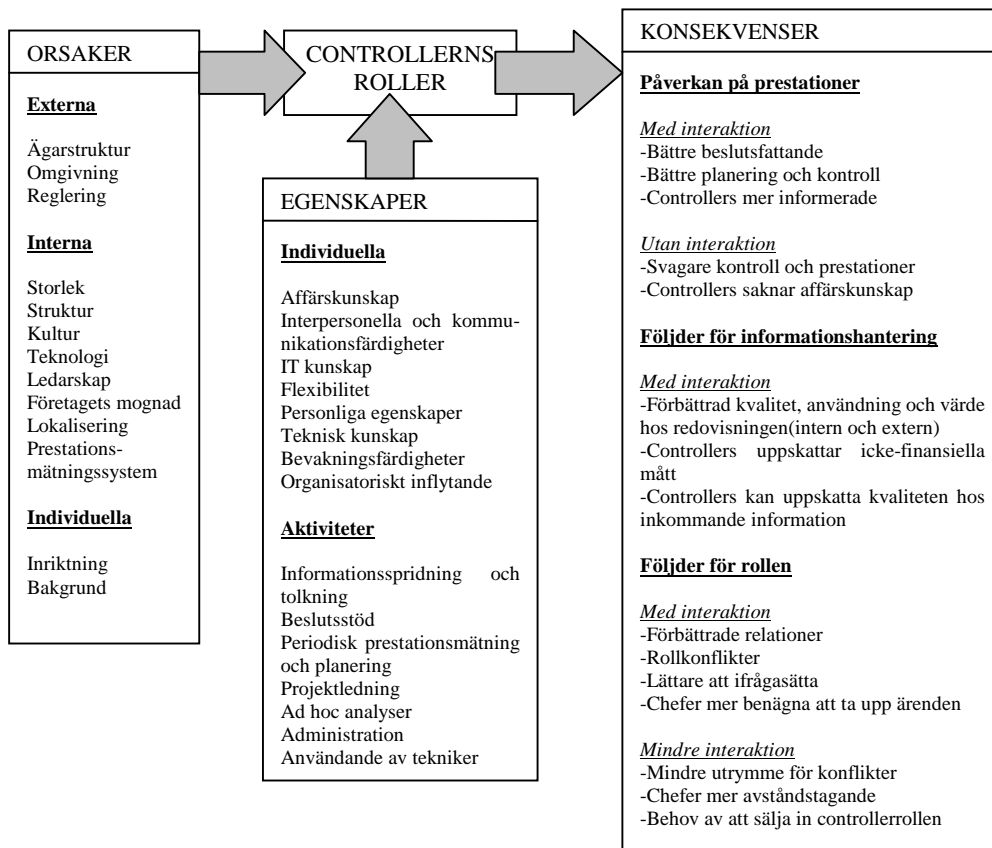 ORSAKER
Externa
Ägarstruktur
Omgivning
Reglering
Interna
Storlek
Struktur
Kultur
Teknologi
Ledarskap
Företagets mognad
Lokalisering
Prestations-
mätningssystem
Individuella
Inriktning
Bakgrund
CONTROLLERNS
ROLLER
EGENSKAPER
Individuella
Affärskunskap
Interpersonella och kommu-
nikationsfärdigheter
IT kunskap
Flexibilitet
Personliga egenskaper
Teknisk kunskap
Bevakningsfärdigheter
Organisatoriskt inflytande
Aktiviteter
Informationsspridning och
tolkning
Beslutsstöd
Periodisk prestationsmätning
och planering
Projektledning
Ad hoc analyser
Administration
Användande av tekniker
KONSEKVENSER
Påverkan på prestationer
Med interaktion
-Bättre beslutsfattande
-Bättre planering och kontroll
-Controllers mer informerade
Utan interaktion
-Svagare kontroll och prestationer
-Controllers saknar affärskunskap
Följder för informationshantering
Med interaktion
-Förbättrad kvalitet, användning och värde
hos redovisningen(intern och extern)
-Controllers uppskattar icke-finansiella
mått
-Controllers kan uppskatta kvaliteten hos
inkommande information
Följder för rollen
Med interaktion
-Förbättrade relationer
-Rollkonflikter
-Lättare att ifrågasätta
-Chefer mer benägna att ta upp ärenden
Mindre interaktion
-Mindre utrymme för konflikter
-Chefer mer avståndstagande
-Behov av att sälja in controllerrollen